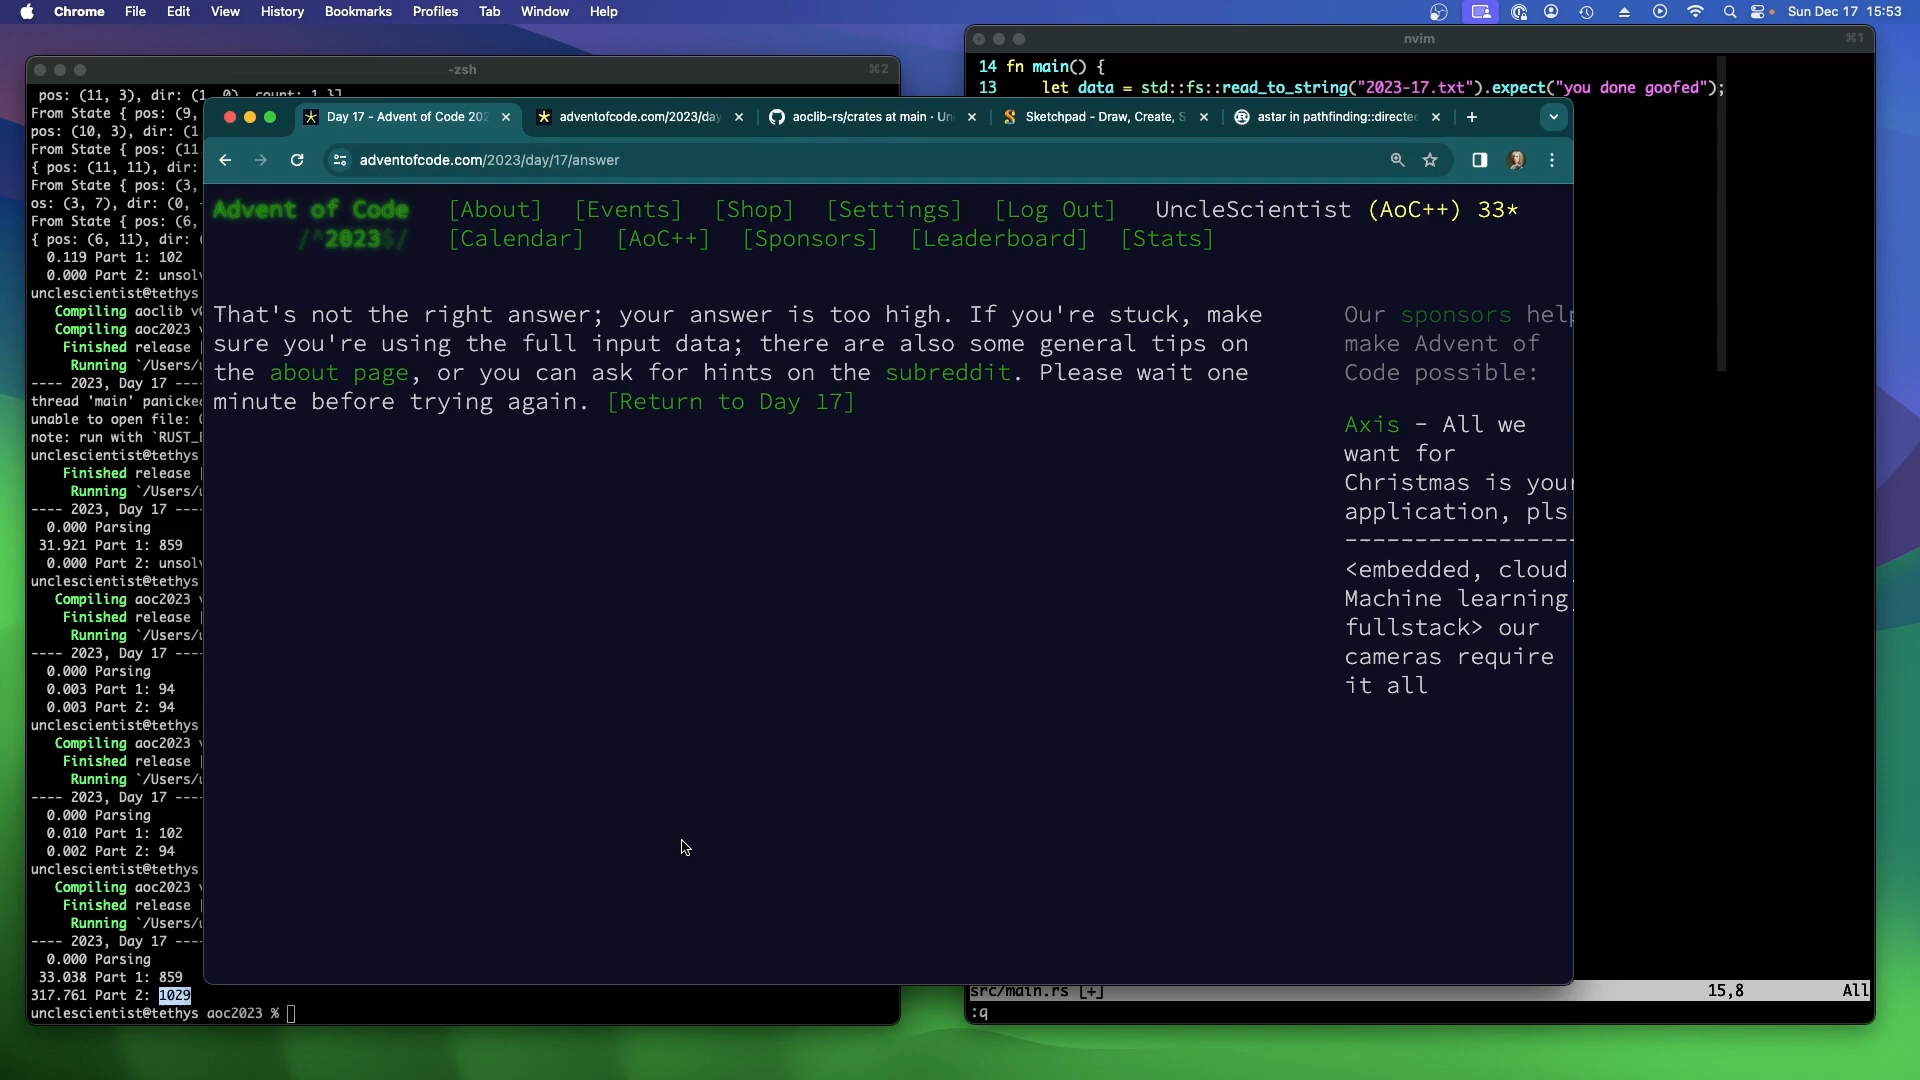 Chrome File Edit View History Bookmarks Profiles Tab Window Help Sun Dec 17 15:53
-zsh ⌘2
pos: (11, 3), dir: (1, 0), count: 1 }]
From State { pos: (9,
pos: (10, 3), dir: (1
From State { pos: (11
{ pos: (11, 11), dir:
From State { pos: (3,
os: (3, 7), dir: (0,
From State { pos: (6,
{ pos: (6, 11), dir:
0.119 Part 1: 102
0.000 Part 2: unsolv
unclescientist@tethys
Compiling aoclib
Compiling aoc2023
Finished release
Running `/Users/
---- 2023, Day 17 ----
thread 'main' panicke
unable to open file:
note: run with `RUST_
unclescientist@tethys
Finished release
Running `/Users/
---- 2023, Day 17 ----
0.000 Parsing
31.921 Part 1: 859
0.000 Part 2: unsolv
unclescientist@tethys
Compiling aoc2023
Finished release
Running `/Users/
---- 2023, Day 17 ----
0.000 Parsing
0.003 Part 1: 94
0.003 Part 2: 94
unclescientist@tethys
Compiling aoc2023
Finished release
Running `/Users/
---- 2023, Day 17 ----
0.000 Parsing
0.010 Part 1: 102
0.002 Part 2: 94
unclescientist@tethys
Compiling aoc2023
Finished release
Running `/Users/
---- 2023, Day 17 ----
0.000 Parsing
33.038 Part 1: 859
317.761 Part 2: 1029
unclescientist@tethys aoc2023 %
nvim ⌘1
14 fn main() {
13 let data = std::fs::read_to_string("2023-17.txt").expect("you done goofed");
src/main.rs [+] 15,8 All
:q
Day 17 - Advent of Code 202 adventofcode.com/2023/day aoclib-rs/crates at main · Un Sketchpad - Draw, Create, S astar in pathfinding::directed
adventofcode.com/2023/day/17/answer
Advent of Code [About] [Events] [Shop] [Settings] [Log Out] UncleScientist (AoC++) 33*
/^2023$/ [Calendar] [AoC++] [Sponsors] [Leaderboard] [Stats]
That's not the right answer; your answer is too high. If you're stuck, make
sure you're using the full input data; there are also some general tips on
the about page, or you can ask for hints on the subreddit. Please wait one
minute before trying again. [Return to Day 17]
Our sponsors help
make Advent of
Code possible:
Axis - All we
want for
Christmas is your
application, pls
-----------------
<embedded, cloud,
Machine learning,
fullstack> our
cameras require
it all